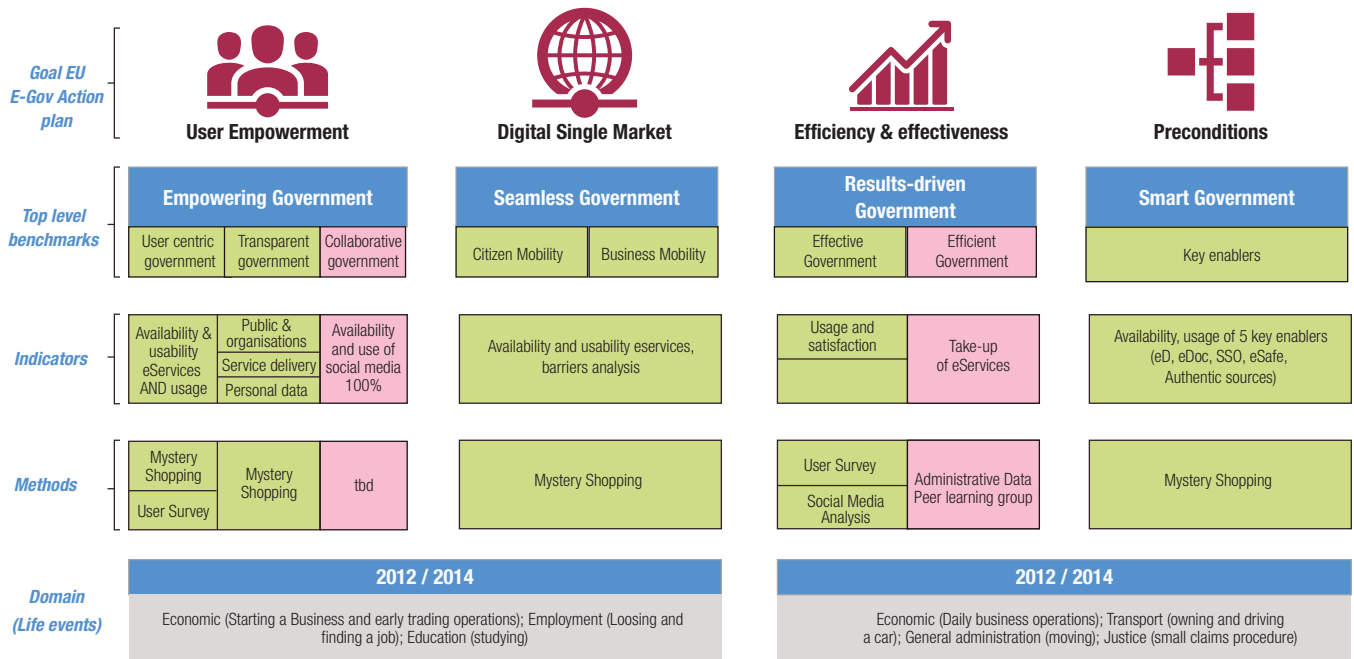 Goal EU
E-Gov Action
plan
User Empowerment
Digital Single Market
Efficiency & effectiveness
Preconditions
Top level
benchmarks
Empowering Government
User centric
government
Transparent
government
Collaborative
government
Seamless Government
Citizen Mobility
Business Mobility
Results-driven
Government
Effective
Government
Efficient
Government
Smart Government
Key enablers
Indicators
Availability &
usability
eServices
AND usage
Public &
organisations
Service delivery
Personal data
Availability
and use of
social media
100%
Availability and usability eservices,
barriers analysis
Usage and
satisfaction
Take-up
of eServices
Availability, usage of 5 key enablers
(eD, eDoc, SSO, eSafe,
Authentic sources)
Methods
Mystery
Shopping
User Survey
Mystery
Shopping
tbd
Mystery Shopping
User Survey
Social Media
Analysis
Administrative Data
Peer learning group
Mystery Shopping
Domain
(Life events)
2012 / 2014
Economic (Starting a Business and early trading operations); Employment (Loosing and
finding a job); Education (studying)
2012 / 2014
Economic (Daily business operations); Transport (owning and driving
a car); General administration (moving); Justice (small claims procedure)